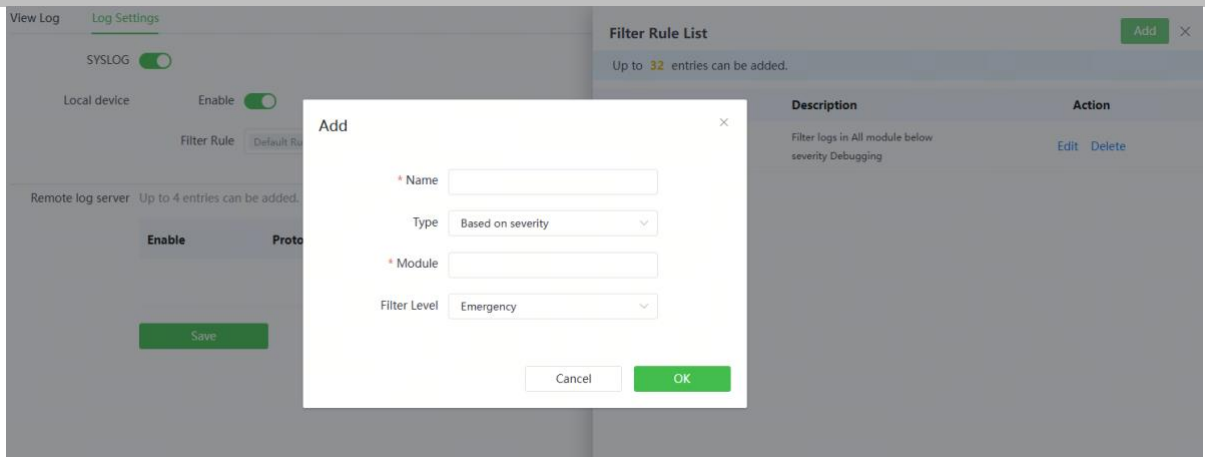 View Log Log Settings
SYSLOG
Local device Enable
Filter Rule Default Ru
Remote log server Up to 4 entries can be added.
Enable Proto
Save
Filter Rule List Add
Up to 32 entries can be added.
Description Action
Filter logs in All module below
severity Debugging
Edit Delete
Add
* Name
Type Based on severity
* Module
Filter Level Emergency
Cancel OK